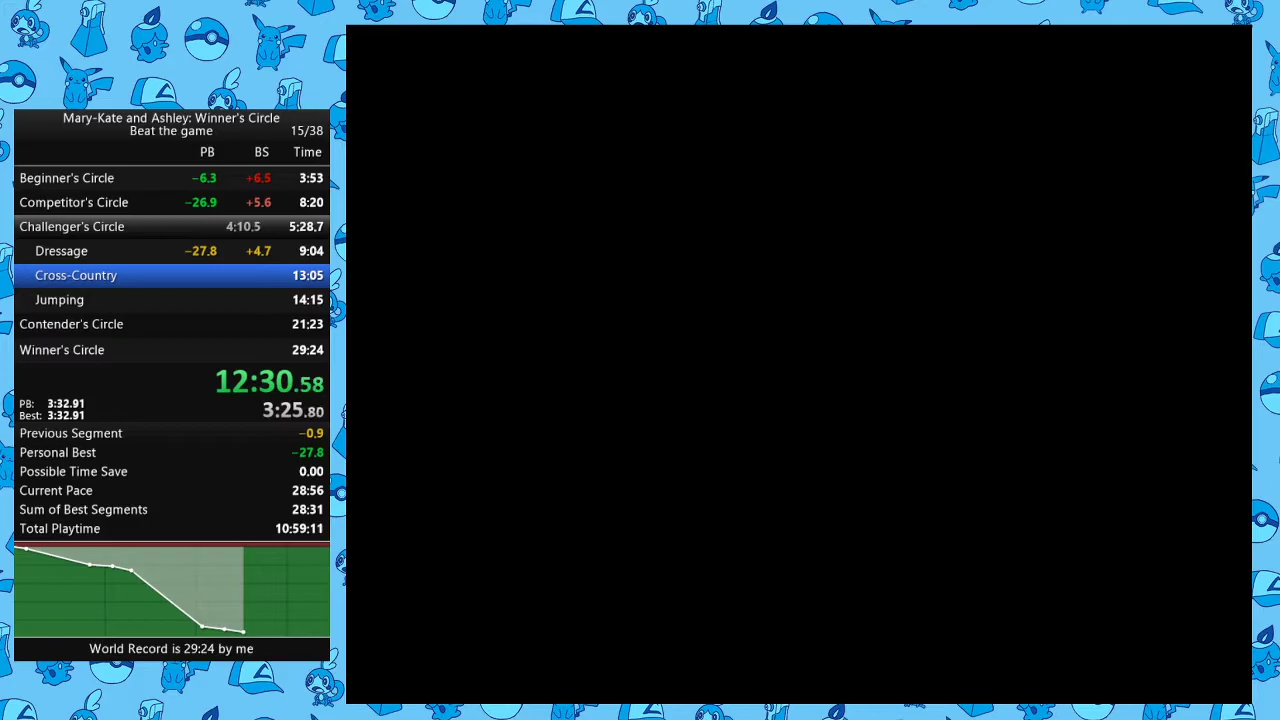 Mary-Kate and Ashley: Winner's Circle
Beat the game 15/38
PB BS Time
Beginner's Circle −6.3 +6.5 3:53
Competitor's Circle −26.9 +5.6 8:20
Challenger's Circle 4:10.5 5:28.7
Dressage −27.8 +4.7 9:04
Cross-Country 13:05
Jumping 14:15
Contender's Circle 21:23
Winner's Circle 29:24
12:30.58
PB: 3:32.91
Best: 3:32.91
3:25.80
Previous Segment −0.9
Personal Best −27.8
Possible Time Save 0.00
Current Pace 28:56
Sum of Best Segments 28:31
Total Playtime 10:59:11
World Record is 29:24 by me